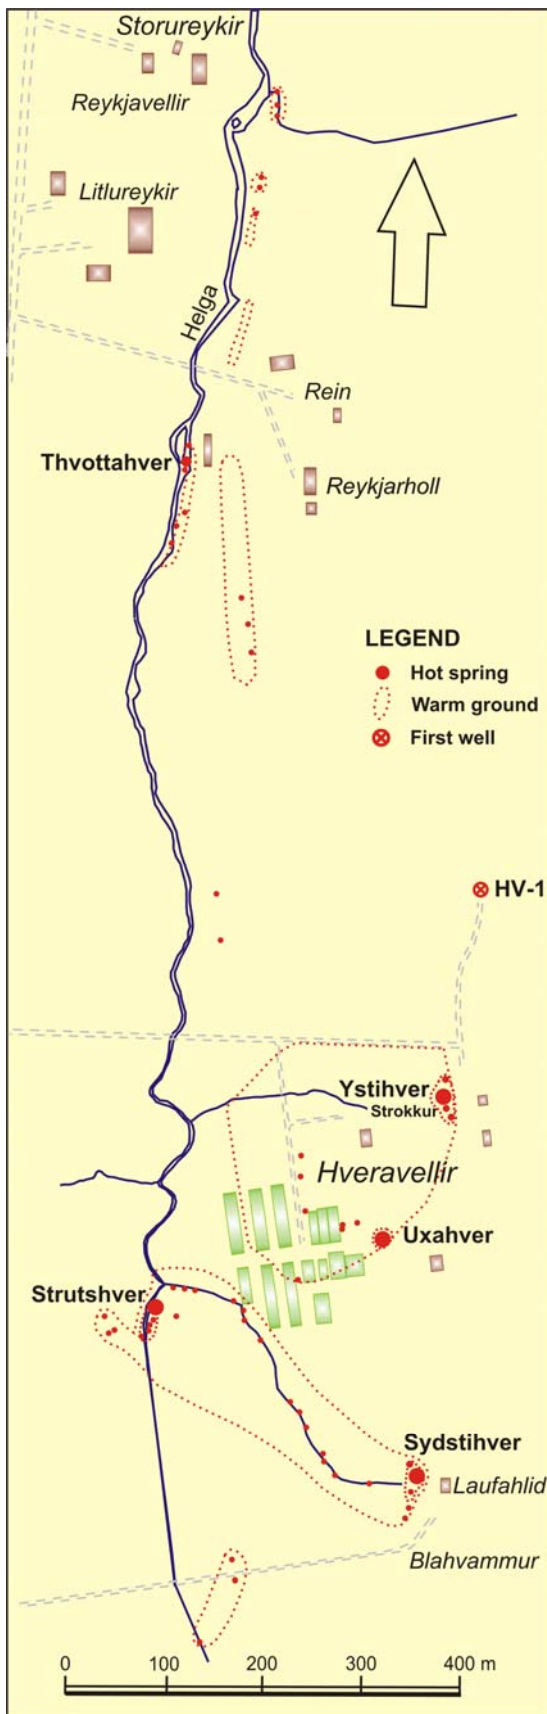 Storureykir
Reykjavellir
Litlureykir
Helga
Rein
Thvottahver
Reykjarholl
LEGEND
Hot spring
Warm ground
First well
HV-1
Ystihver
Strokkur
Hveravellir
Uxahver
Strutshver
Sydstihver
Laufahlid
Blahvammur
0 100 200 300 400 m